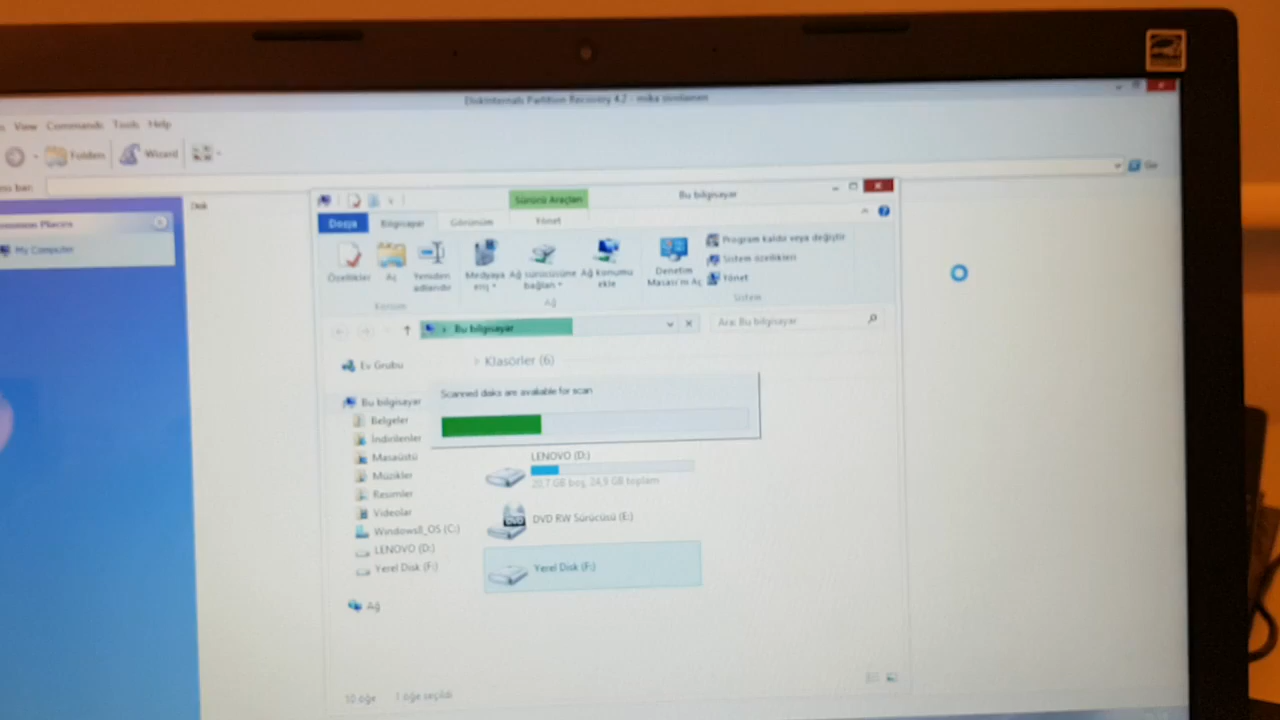 DiskInternals Partition Recovery 4.2 -
View Commands Tools Help
Folders Wizard
Go
Disk
My Computer
Places
Sürücü Araçları
Bu bilgisayar
Dosya Bilgisayar Görünüm Yönet
Özellikler
Aç
Yeniden
adlandır
Medyaya
eriş
Ağ sürücüsüne
bağlan
Ağ konumu
ekle
Denetim
Masası'nı Aç
Program kaldır veya değiştir
Sistem özellikleri
Yönet
Konum
Ağ
Sistem
Bu bilgisayar
Ara: Bu bilgisayar
Ev Grubu
Bu bilgisayar
Belgeler
İndirilenler
Masaüstü
Müzikler
Resimler
Videolar
Windows8_OS (C:)
LENOVO (D:)
Yerel Disk (F:)
Ağ
Klasörler (6)
Scanned disks are available for scan
LENOVO (D:)
20,7 GB boş, 24,9 GB toplam
DVD RW Sürücüsü (E:)
DVD
Yerel Disk (F:)
10 öğe 1 öğe seçildi